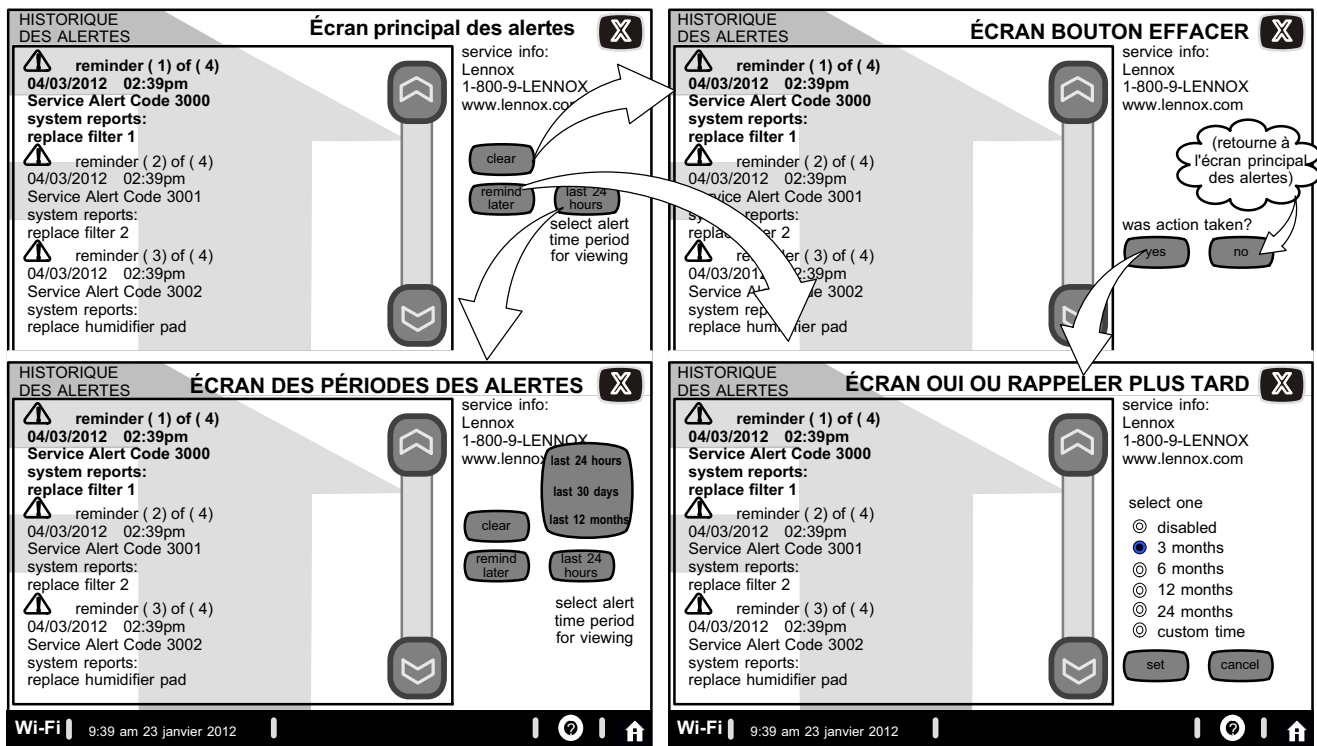 HISTORIQUE
DES ALERTES
Écran principal des alertes
X
reminder ( 1) of ( 4)
04/03/2012 02:39pm
Service Alert Code 3000
system reports:
replace filter 1
reminder ( 2) of ( 4)
04/03/2012 02:39pm
Service Alert Code 3001
system reports:
replace filter 2
reminder ( 3) of ( 4)
04/03/2012 02:39pm
Service Alert Code 3002
system reports:
replace humidifier pad
service info:
Lennox
1-800-9-LENNOX
www.lennox.com
clear
remind
later
last 24
hours
select alert
time period
for viewing
HISTORIQUE
DES ALERTES
ÉCRAN BOUTON EFFACER
X
reminder ( 1) of ( 4)
04/03/2012 02:39pm
Service Alert Code 3000
system reports:
replace filter 1
reminder ( 2) of ( 4)
04/03/2012 02:39pm
Service Alert Code 3001
system reports:
replace filter 2
reminder ( 3) of ( 4)
04/03/2012 02:39pm
Service Alert Code 3002
system reports:
replace humidifier pad
service info:
Lennox
1-800-9-LENNOX
www.lennox.com
(retourne à
l'écran principal
des alertes)
was action taken?
yes
no
HISTORIQUE
DES ALERTES
ÉCRAN DES PÉRIODES DES ALERTES
X
reminder ( 1) of ( 4)
04/03/2012 02:39pm
Service Alert Code 3000
system reports:
replace filter 1
reminder ( 2) of ( 4)
04/03/2012 02:39pm
Service Alert Code 3001
system reports:
replace filter 2
reminder ( 3) of ( 4)
04/03/2012 02:39pm
Service Alert Code 3002
system reports:
replace humidifier pad
service info:
Lennox
1-800-9-LENNOX
www.lennox
last 24 hours
last 30 days
last 12 months
clear
remind
later
last 24
hours
select alert
time period
for viewing
Wi-Fi
9:39 am 23 janvier 2012
?
HISTORIQUE
DES ALERTES
ÉCRAN OUI OU RAPPELER PLUS TARD
X
reminder ( 1) of ( 4)
04/03/2012 02:39pm
Service Alert Code 3000
system reports:
replace filter 1
reminder ( 2) of ( 4)
04/03/2012 02:39pm
Service Alert Code 3001
system reports:
replace filter 2
reminder ( 3) of ( 4)
04/03/2012 02:39pm
Service Alert Code 3002
system reports:
replace humidifier pad
service info:
Lennox
1-800-9-LENNOX
www.lennox.com
select one
disabled
3 months
6 months
12 months
24 months
custom time
set
cancel
Wi-Fi
9:39 am 23 janvier 2012
?